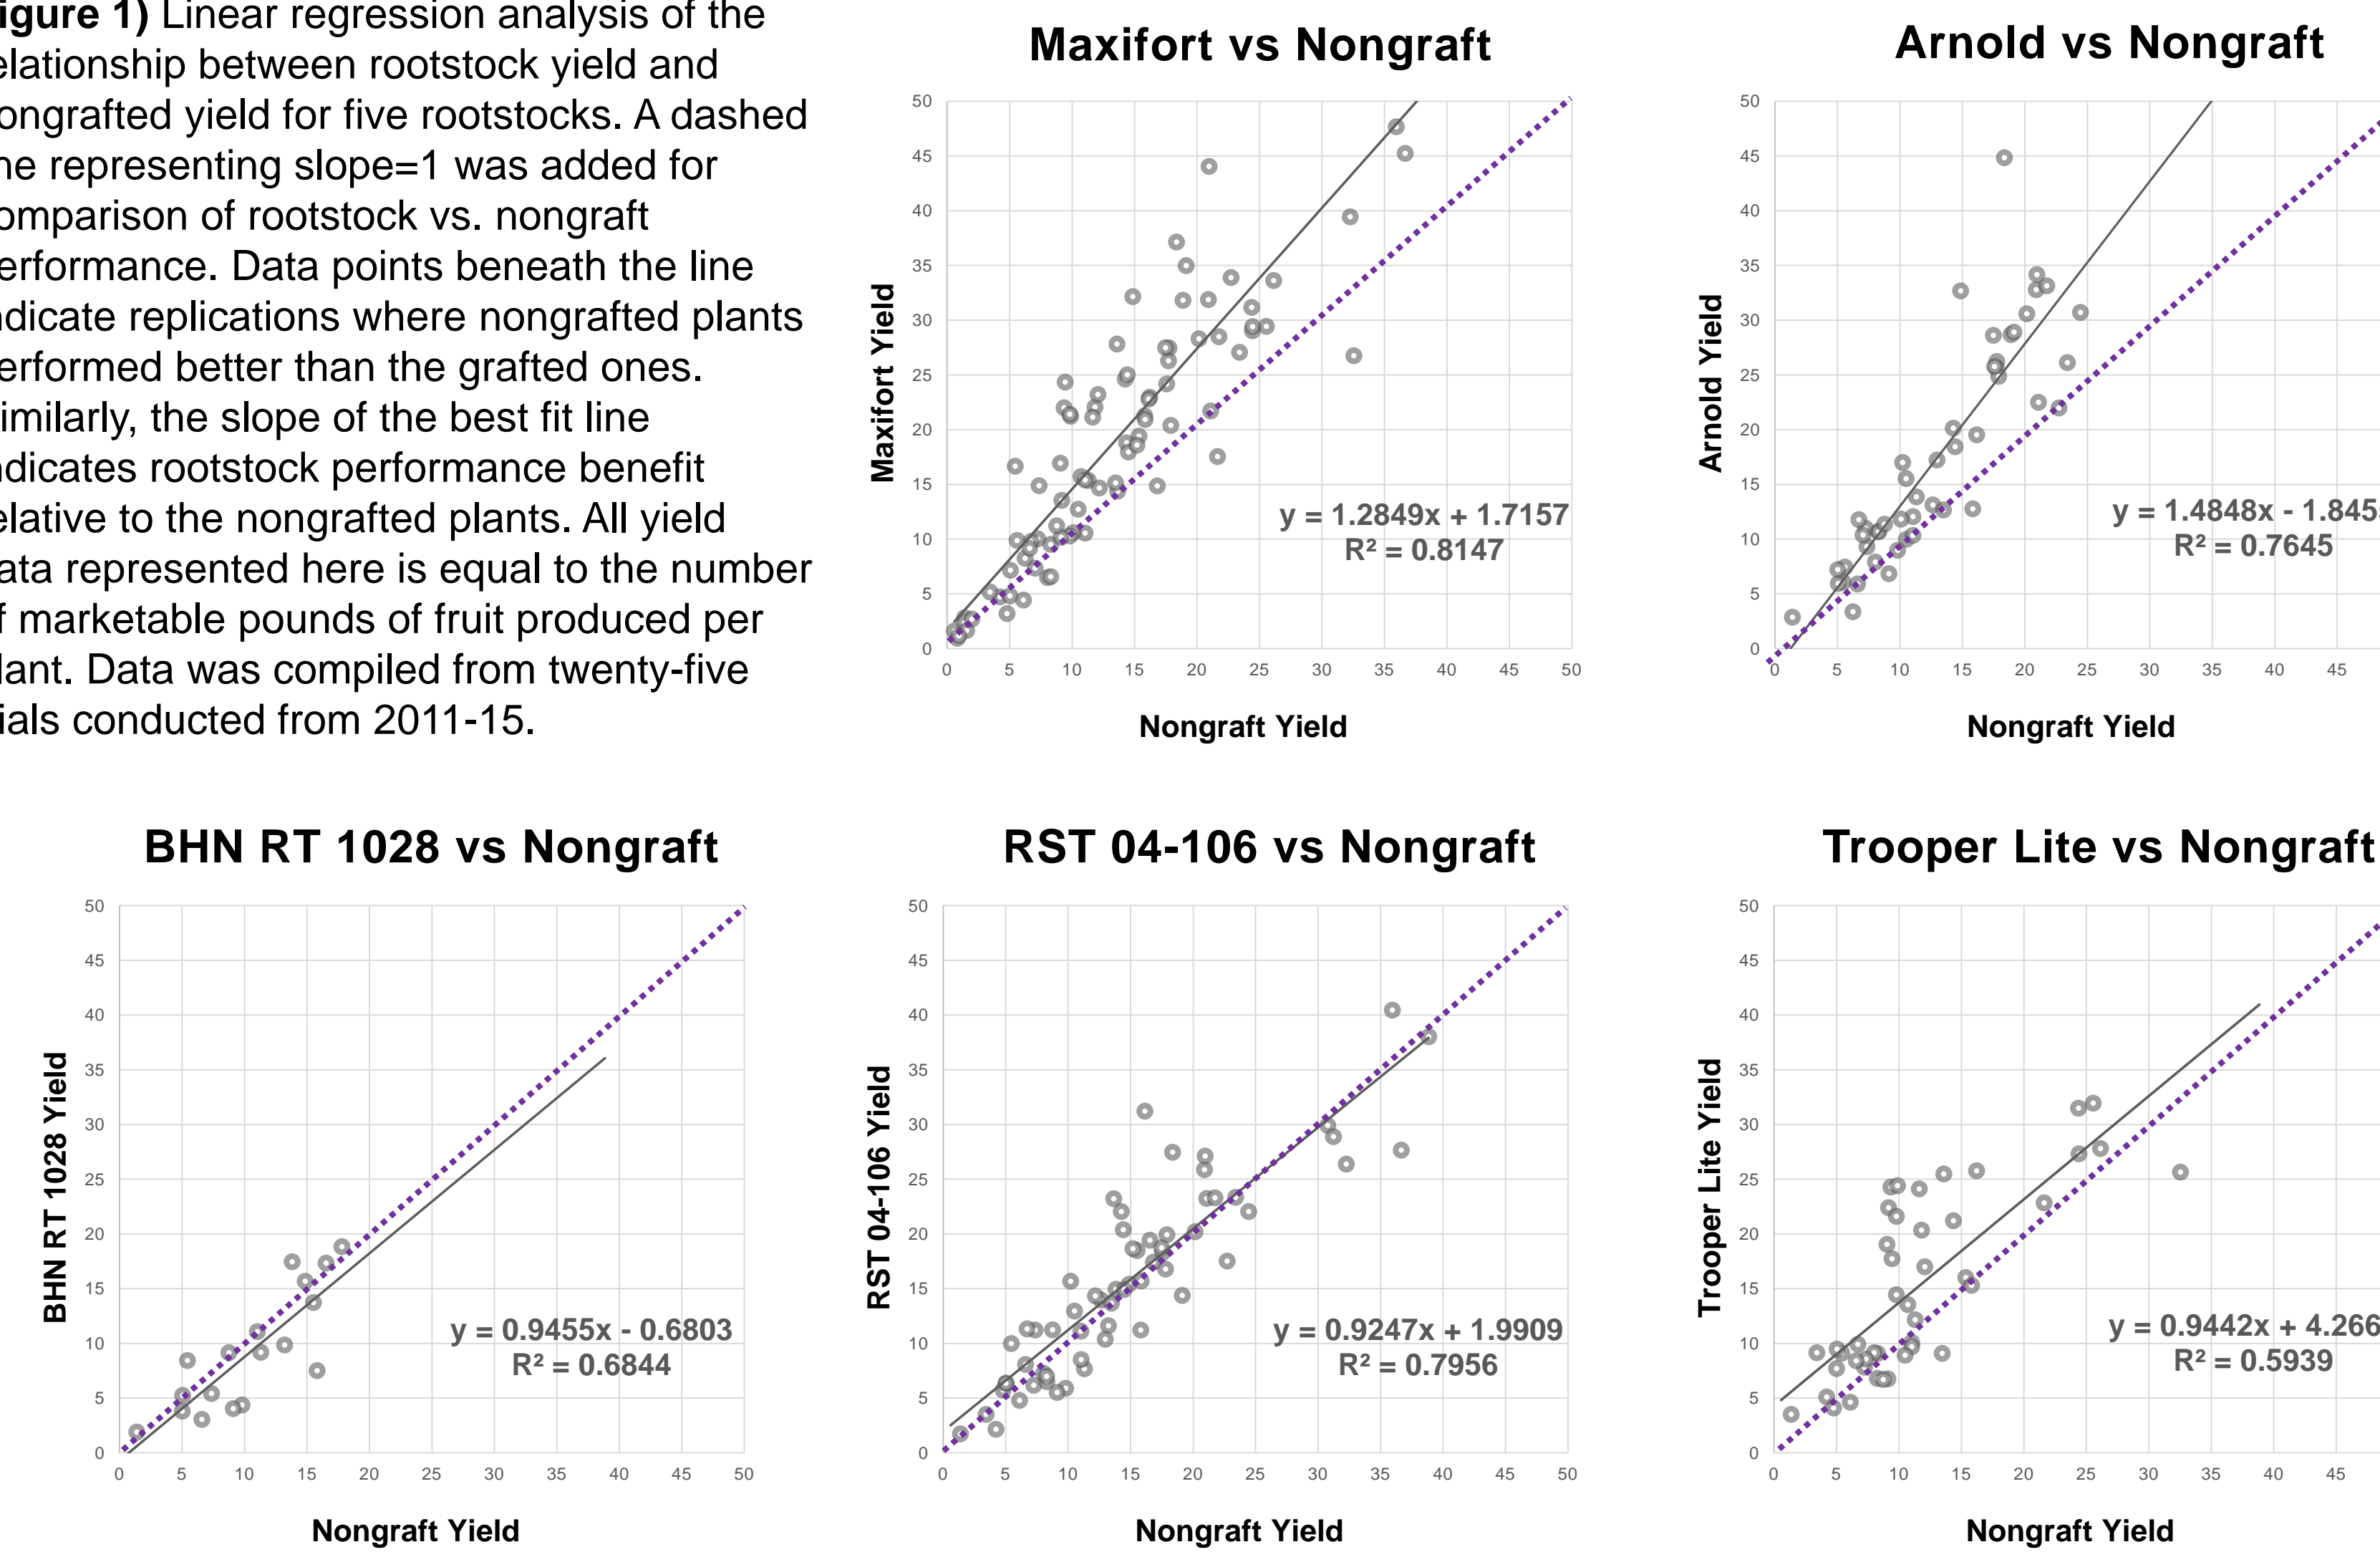 igure 1) Linear regression analysis of the
elationship between rootstock yield and
ongrafted yield for five rootstocks. A dashed
ne representing slope=1 was added for
omparison of rootstock vs. nongraft
erformance. Data points beneath the line
ndicate replications where nongrafted plants
erformed better than the grafted ones.
imilarly, the slope of the best fit line
ndicates rootstock performance benefit
elative to the nongrafted plants. All yield
ata represented here is equal to the number
f marketable pounds of fruit produced per
lant. Data was compiled from twenty-five
ials conducted from 2011-15.
Maxifort vs Nongraft
50
45
40
35
30
25
20
15
10
5
0
Maxifort Yield
y = 1.2849x + 1.7157
R² = 0.8147
0 5 10 15 20 25 30 35 40 45 50
Nongraft Yield
Arnold vs Nongraft
50
45
40
35
30
25
20
15
10
5
0
Arnold Yield
y = 1.4848x - 1.845
R² = 0.7645
0 5 10 15 20 25 30 35 40 45
Nongraft Yield
BHN RT 1028 vs Nongraft
50
45
40
35
30
25
20
15
10
5
0
BHN RT 1028 Yield
y = 0.9455x - 0.6803
R² = 0.6844
0 5 10 15 20 25 30 35 40 45 50
Nongraft Yield
RST 04-106 vs Nongraft
50
45
40
35
30
25
20
15
10
5
0
RST 04-106 Yield
y = 0.9247x + 1.9909
R² = 0.7956
0 5 10 15 20 25 30 35 40 45 50
Nongraft Yield
Trooper Lite vs Nongraft
50
45
40
35
30
25
20
15
10
5
0
Trooper Lite Yield
y = 0.9442x + 4.266
R² = 0.5939
0 5 10 15 20 25 30 35 40 45
Nongraft Yield